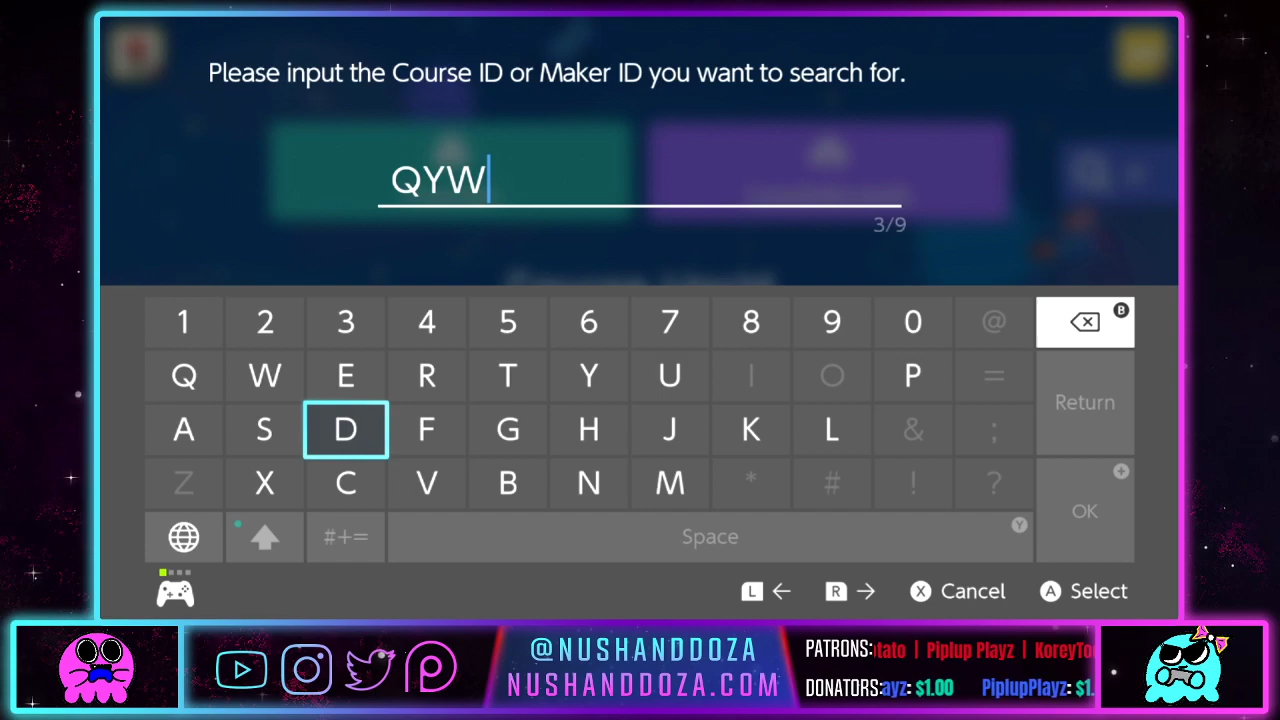 Please input the Course ID or Maker ID you want to search for.
QYW
3/9
1 2 3 4 5 6 7 8 9 0 @ B
Q W E R T Y U I O P =
Return
A S D F G H J K L & ;
Z X C V B N M * # ! ? +
OK
#+= Space Y
L ← R → X Cancel A Select
@NUSHANDDOZA
NUSHANDDOZA.COM
PATRONS: tato | Piplup Playz | KoreyToo
DONATORS: ayz: $1.00 PiplupPlayz: $1.